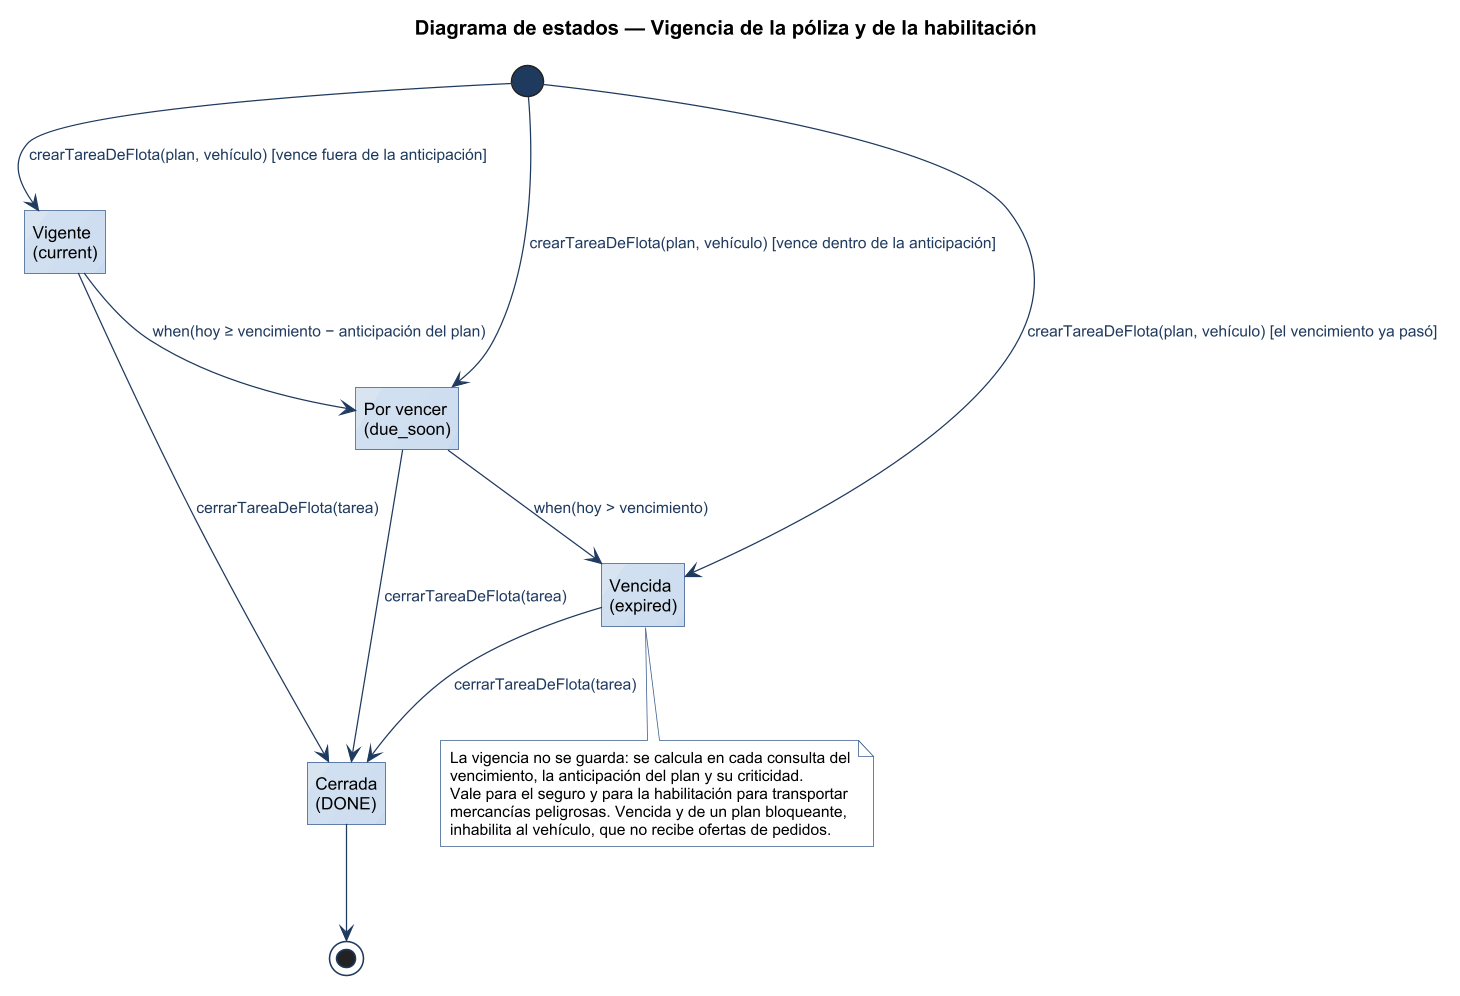 Diagrama de estados — Vigencia de la póliza y de la habilitación
crearTareaDeFlota(plan, vehículo) [vence fuera de la anticipación]
Vigente
(current)
crearTareaDeFlota(plan, vehículo) [vence dentro de la anticipación]
when(hoy ≥ vencimiento − anticipación del plan)
crearTareaDeFlota(plan, vehículo) [el vencimiento ya pasó]
Por vencer
(due_soon)
cerrarTareaDeFlota(tarea)
when(hoy > vencimiento)
Vencida
(expired)
cerrarTareaDeFlota(tarea)
cerrarTareaDeFlota(tarea)
Cerrada
(DONE)
La vigencia no se guarda: se calcula en cada consulta del
vencimiento, la anticipación del plan y su criticidad.
Vale para el seguro y para la habilitación para transportar
mercancías peligrosas. Vencida y de un plan bloqueante,
inhabilita al vehículo, que no recibe ofertas de pedidos.